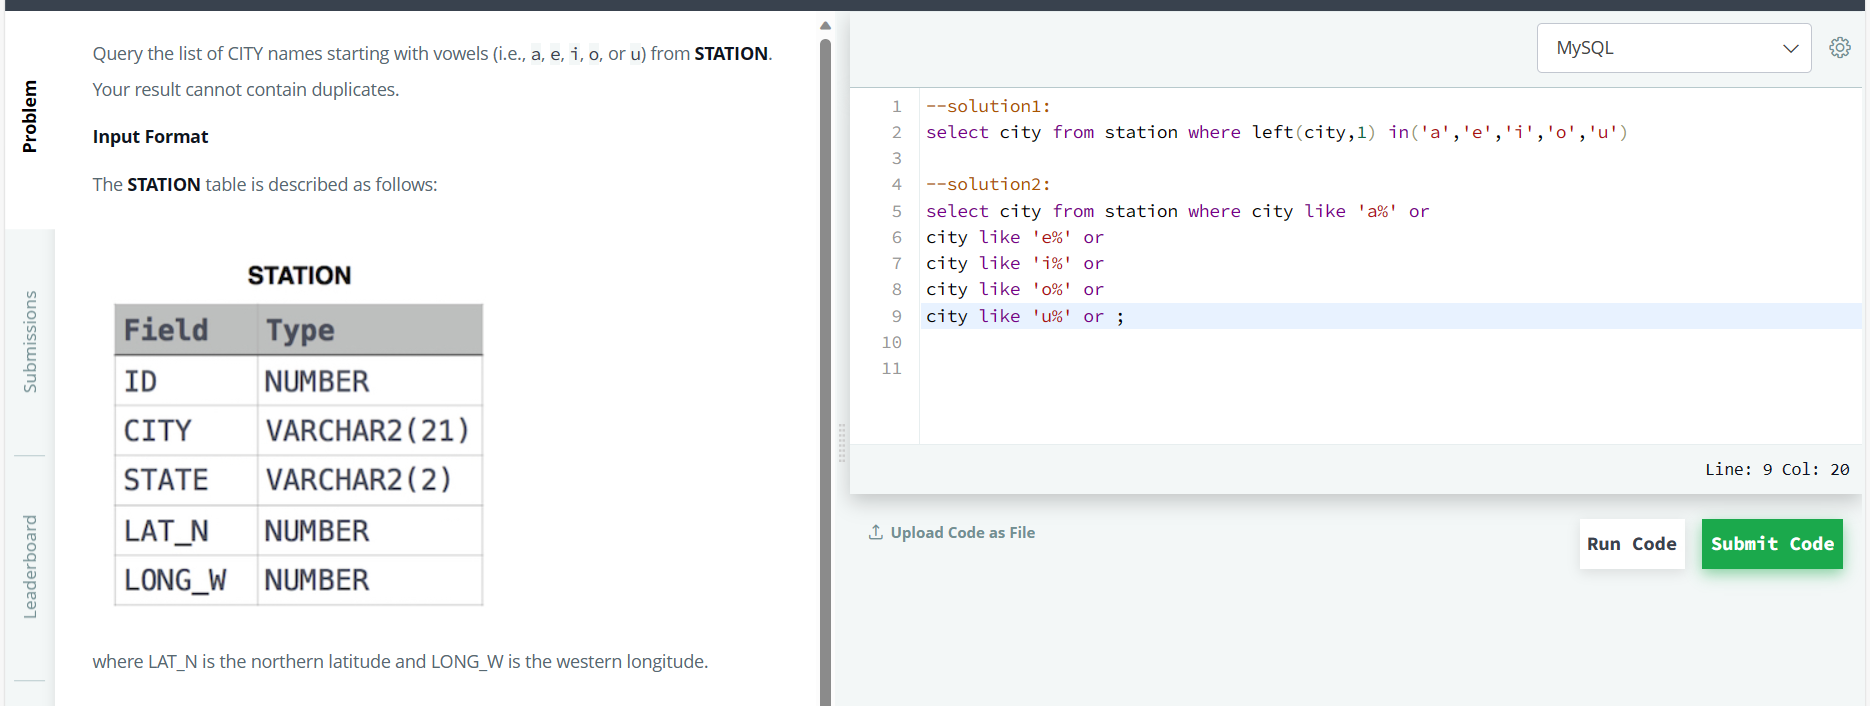 Problem
Submissions
Leaderboard
Query the list of CITY names starting with vowels (i.e., a, e, i, o, or u) from STATION.
Your result cannot contain duplicates.
Input Format
The STATION table is described as follows:
STATION
Field Type
ID NUMBER
CITY VARCHAR2(21)
STATE VARCHAR2(2)
LAT_N NUMBER
LONG_W NUMBER
where LAT_N is the northern latitude and LONG_W is the western longitude.
MySQL
1 --solution1:
2 select city from station where left(city,1) in('a','e','i','o','u')
3
4 --solution2:
5 select city from station where city like 'a%' or
6 city like 'e%' or
7 city like 'i%' or
8 city like 'o%' or
9 city like 'u%' or ;
10
11
Line: 9 Col: 20
Upload Code as File
Run Code
Submit Code